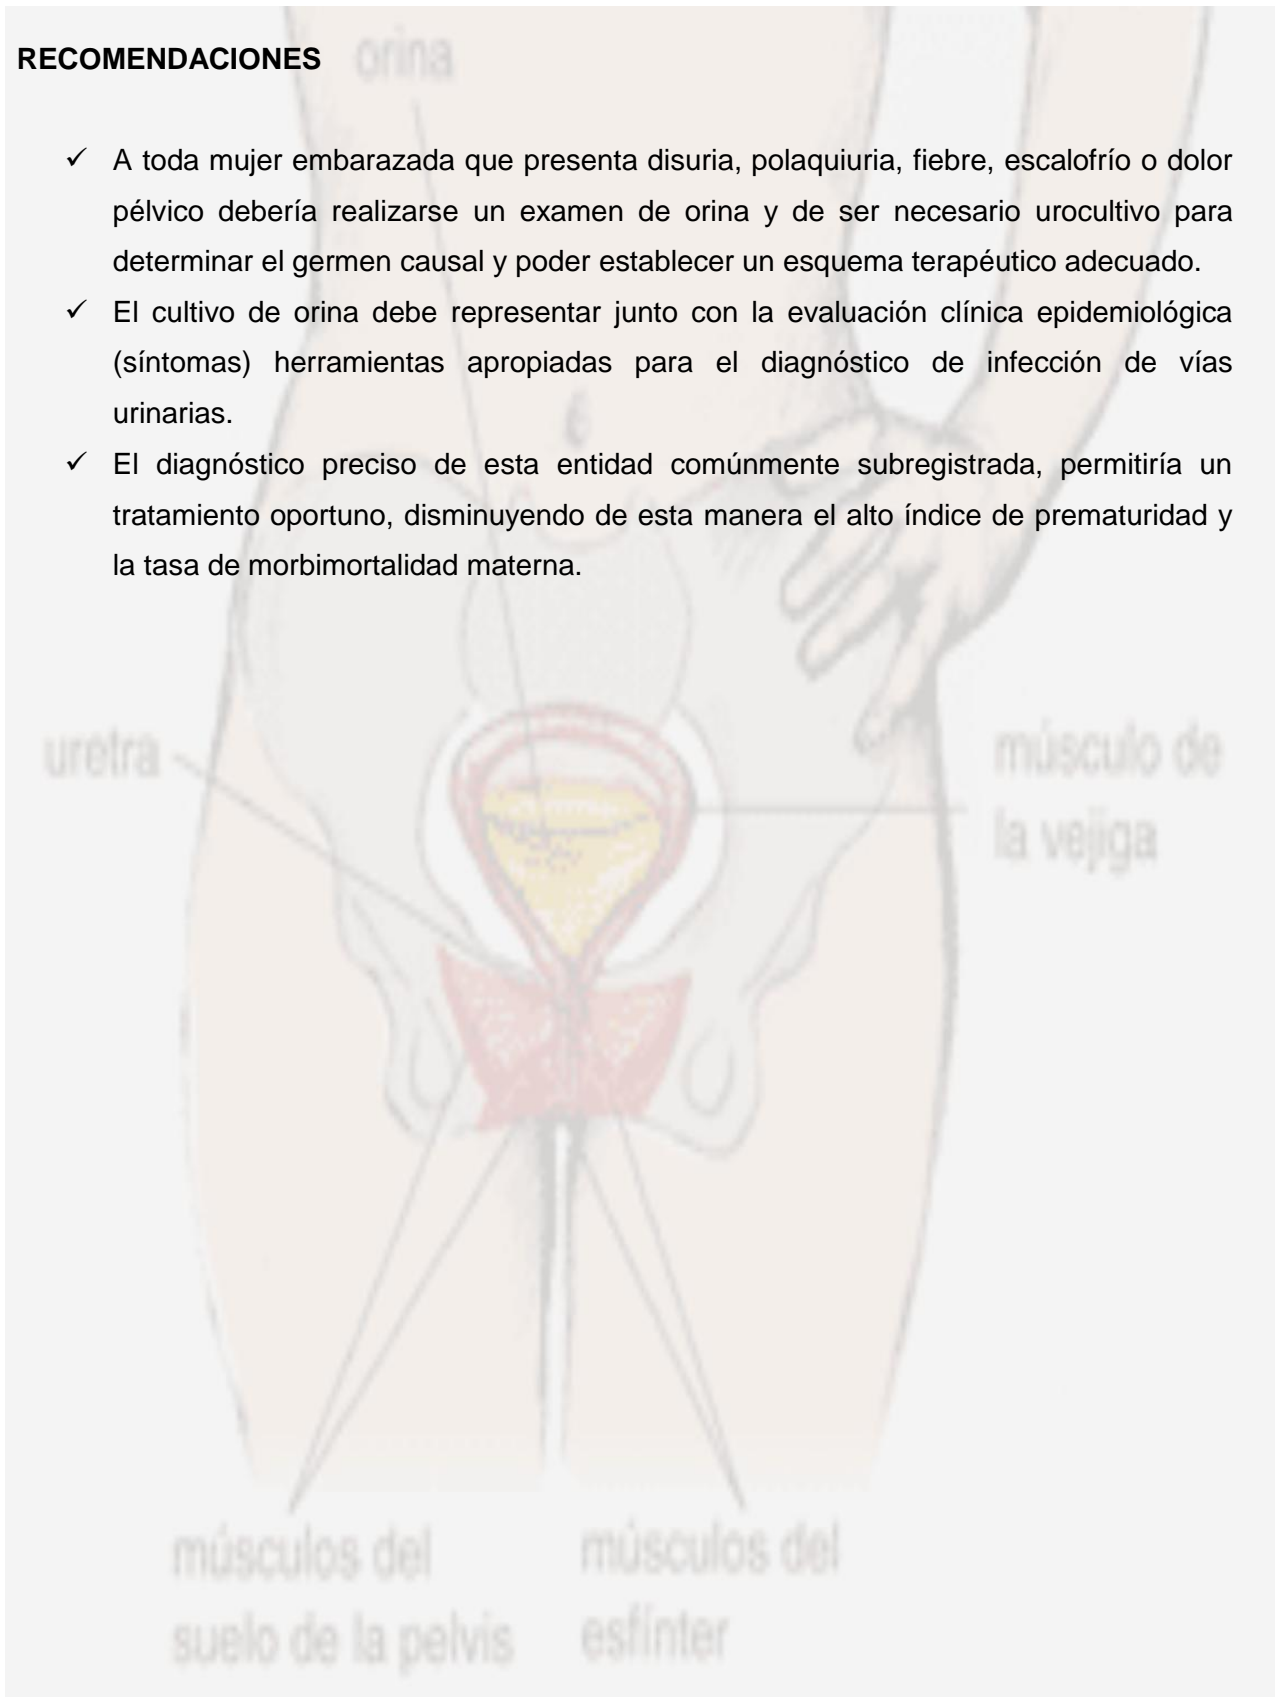 orina
RECOMENDACIONES
✓ A toda mujer embarazada que presenta disuria, polaquiuria, fiebre, escalofrío o dolor
pélvico debería realizarse un examen de orina y de ser necesario urocultivo para
determinar el germen causal y poder establecer un esquema terapéutico adecuado.
✓ El cultivo de orina debe representar junto con la evaluación clínica epidemiológica
(síntomas) herramientas apropiadas para el diagnóstico de infección de vías
urinarias.
✓ El diagnóstico preciso de esta entidad comúnmente subregistrada, permitiría un
tratamiento oportuno, disminuyendo de esta manera el alto índice de prematuridad y
la tasa de morbimortalidad materna.
uretra
músculo de
la vejiga
músculos del
suelo de la pelvis
músculos del
esfínter